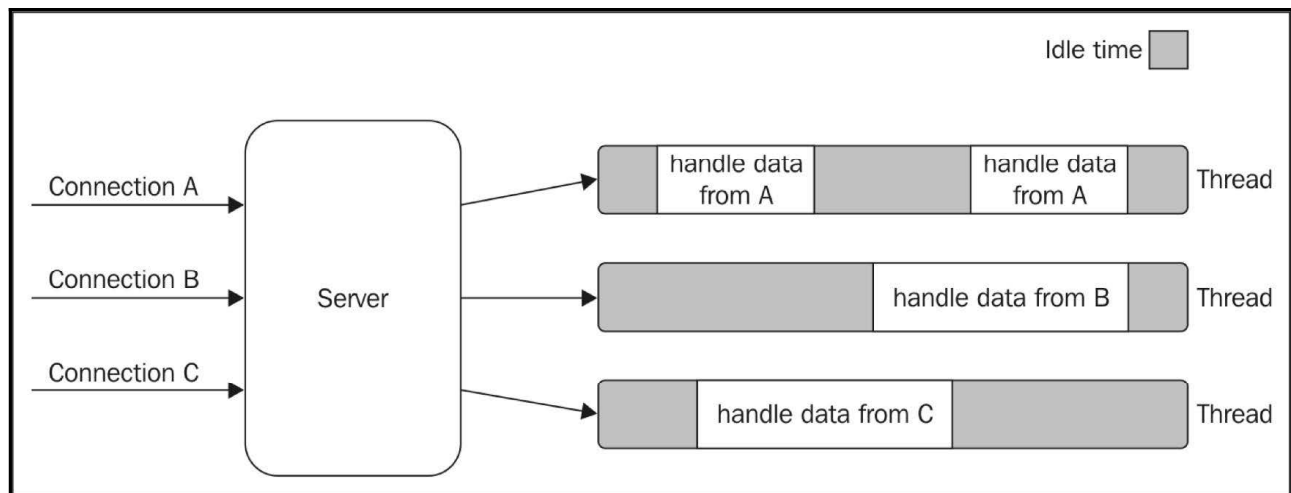 Idle time
Connection A
Connection B
Connection C
Server
handle data
from A
handle data
from A
Thread
handle data from B
Thread
handle data from C
Thread